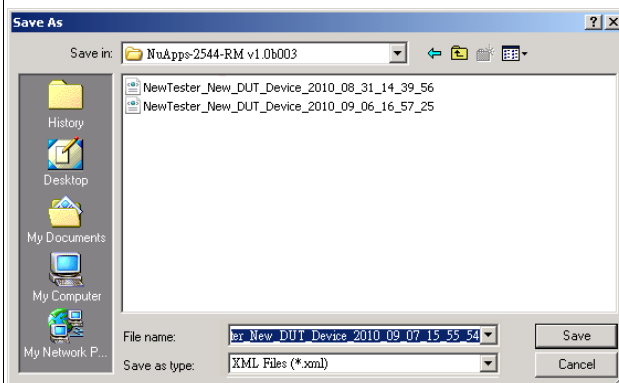 Save As
Save in: NuApps-2544-RM v1.0b003
NewTester_New_DUT_Device_2010_08_31_14_39_56
NewTester_New_DUT_Device_2010_09_06_16_57_25
History
Desktop
My Documents
My Computer
My Network P...
File name: ter_New_DUT_Device_2010_09_07_15_55_54 Save
Save as type: XML Files (*.xml) Cancel